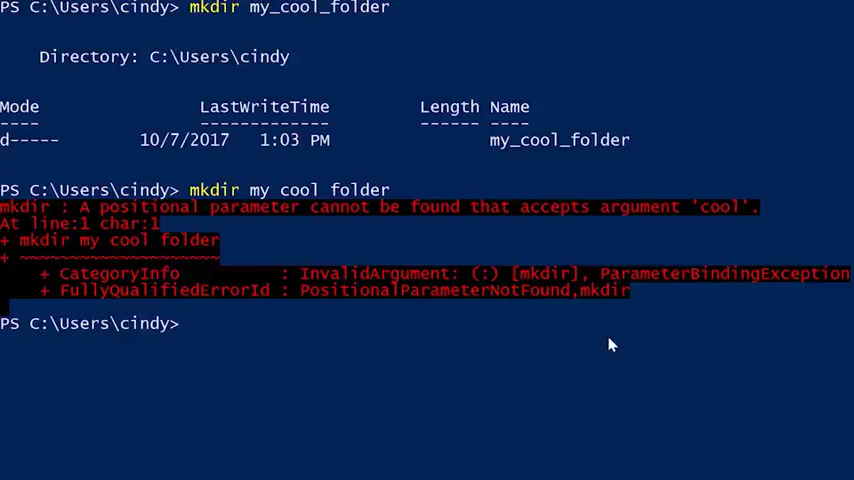 PS C:\Users\cindy> mkdir my_cool_folder
Directory: C:\Users\cindy
Mode LastWriteTime Length Name
---- ------------- ------ ----
d----- 10/7/2017 1:03 PM my_cool_folder
PS C:\Users\cindy> mkdir my cool folder
mkdir : A positional parameter cannot be found that accepts argument 'cool'.
At line:1 char:1
+ mkdir my cool folder
+ ~~~~~~~~~~~~~~~~~~~~
+ CategoryInfo : InvalidArgument: (:) [mkdir], ParameterBindingException
+ FullyQualifiedErrorId : PositionalParameterNotFound,mkdir
PS C:\Users\cindy>